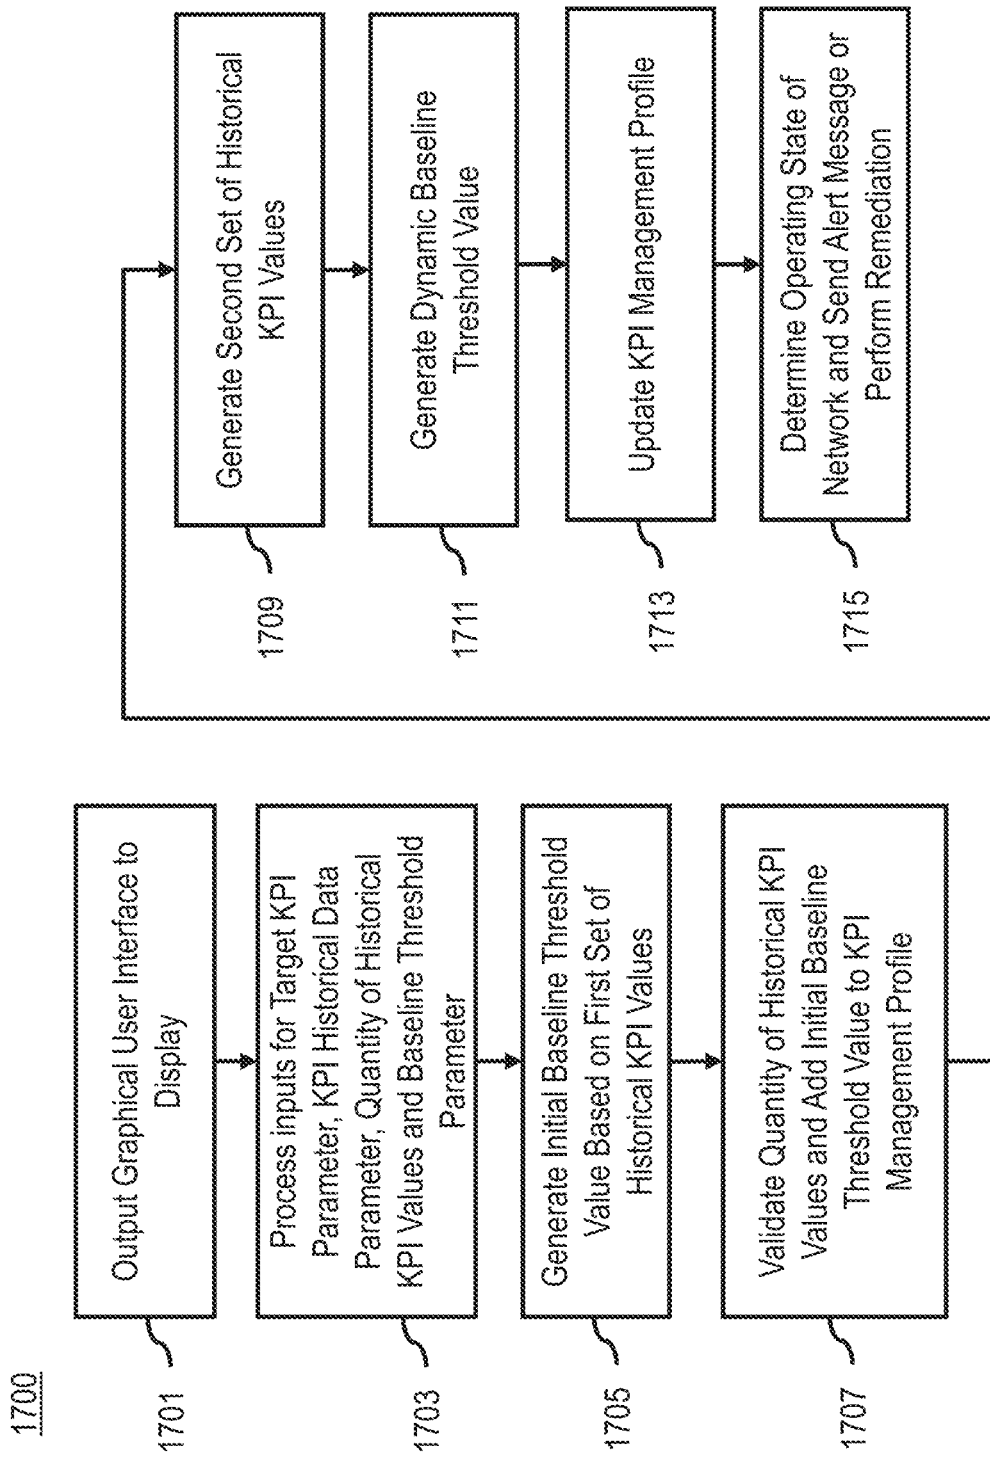 1700
1701
Output Graphical User Interface to
Display
1703
Process inputs for Target KPI
Parameter, KPI Historical Data
Parameter, Quantity of Historical
KPI Values and Baseline Threshold
Parameter
1705
Generate Initial Baseline Threshold
Value Based on First Set of
Historical KPI Values
1707
Validate Quantity of Historical KPI
Values and Add Initial Baseline
Threshold Value to KPI
Management Profile
1709
Generate Second Set of Historical
KPI Values
1711
Generate Dynamic Baseline
Threshold Value
1713
Update KPI Management Profile
1715
Determine Operating State of
Network and Send Alert Message or
Perform Remediation